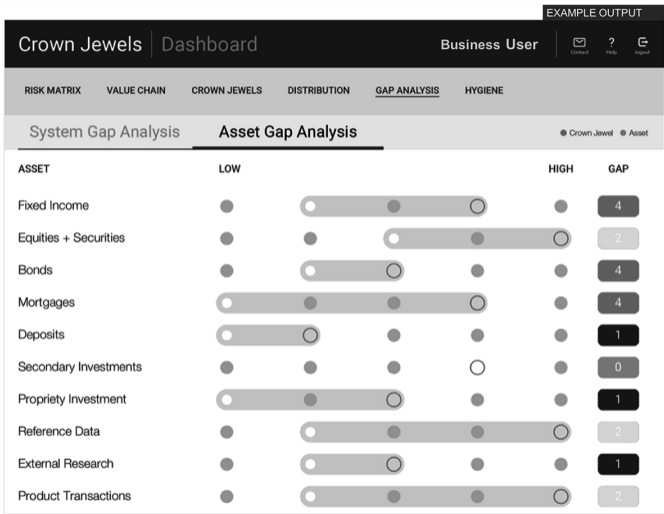 EXAMPLE OUTPUT
Crown Jewels Dashboard Business User
Contact Help logout
RISK MATRIX VALUE CHAIN CROWN JEWELS DISTRIBUTION GAP ANALYSIS HYGIENE
System Gap Analysis Asset Gap Analysis Crown Jewel Asset
ASSET LOW HIGH GAP
Fixed Income 4
Equities + Securities 2
Bonds 4
Mortgages 4
Deposits 1
Secondary Investments 0
Propriety Investment 1
Reference Data 2
External Research 1
Product Transactions 2